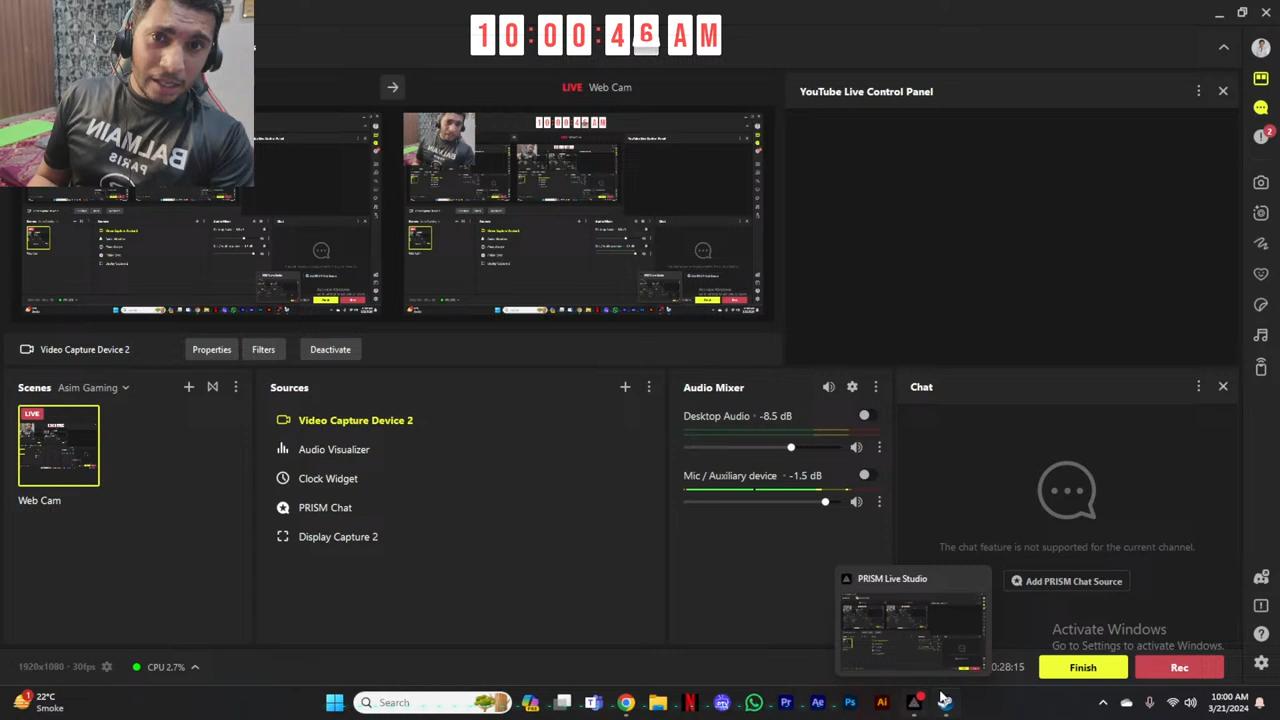 10:00:46 AM
LIVE Web Cam
YouTube Live Control Panel
2
BALMAIN
PARIS
Video Capture Device 2
Properties
Filters
Deactivate
Scenes
Asim Gaming
Sources
Audio Mixer
Chat
LIVE
Web Cam
Video Capture Device 2
Audio Visualizer
Clock Widget
PRISM Chat
Display Capture 2
Desktop Audio · -8.5 dB
Mic / Auxiliary device · -1.5 dB
The chat feature is not supported for the current channel.
Add PRISM Chat Source
PRISM Live Studio
Activate Windows
Go to Settings to activate Windows.
1920x1080 · 30fps
CPU 2.7%
0:28:15
Finish
Rec
1
22°C
Smoke
Search
10:00 AM
3/21/2024